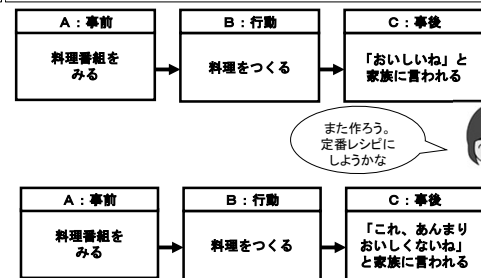 A：事前
B：行動
C：事後
料理番組を
みる
料理をつくる
「おいしいね」と
家族に言われる
また作ろう。
定番レシピに
しようかな
A：事前
B：行動
C：事後
料理番組を
みる
料理をつくる
「これ、あんまり
おいしくないね」
と家族に言われる